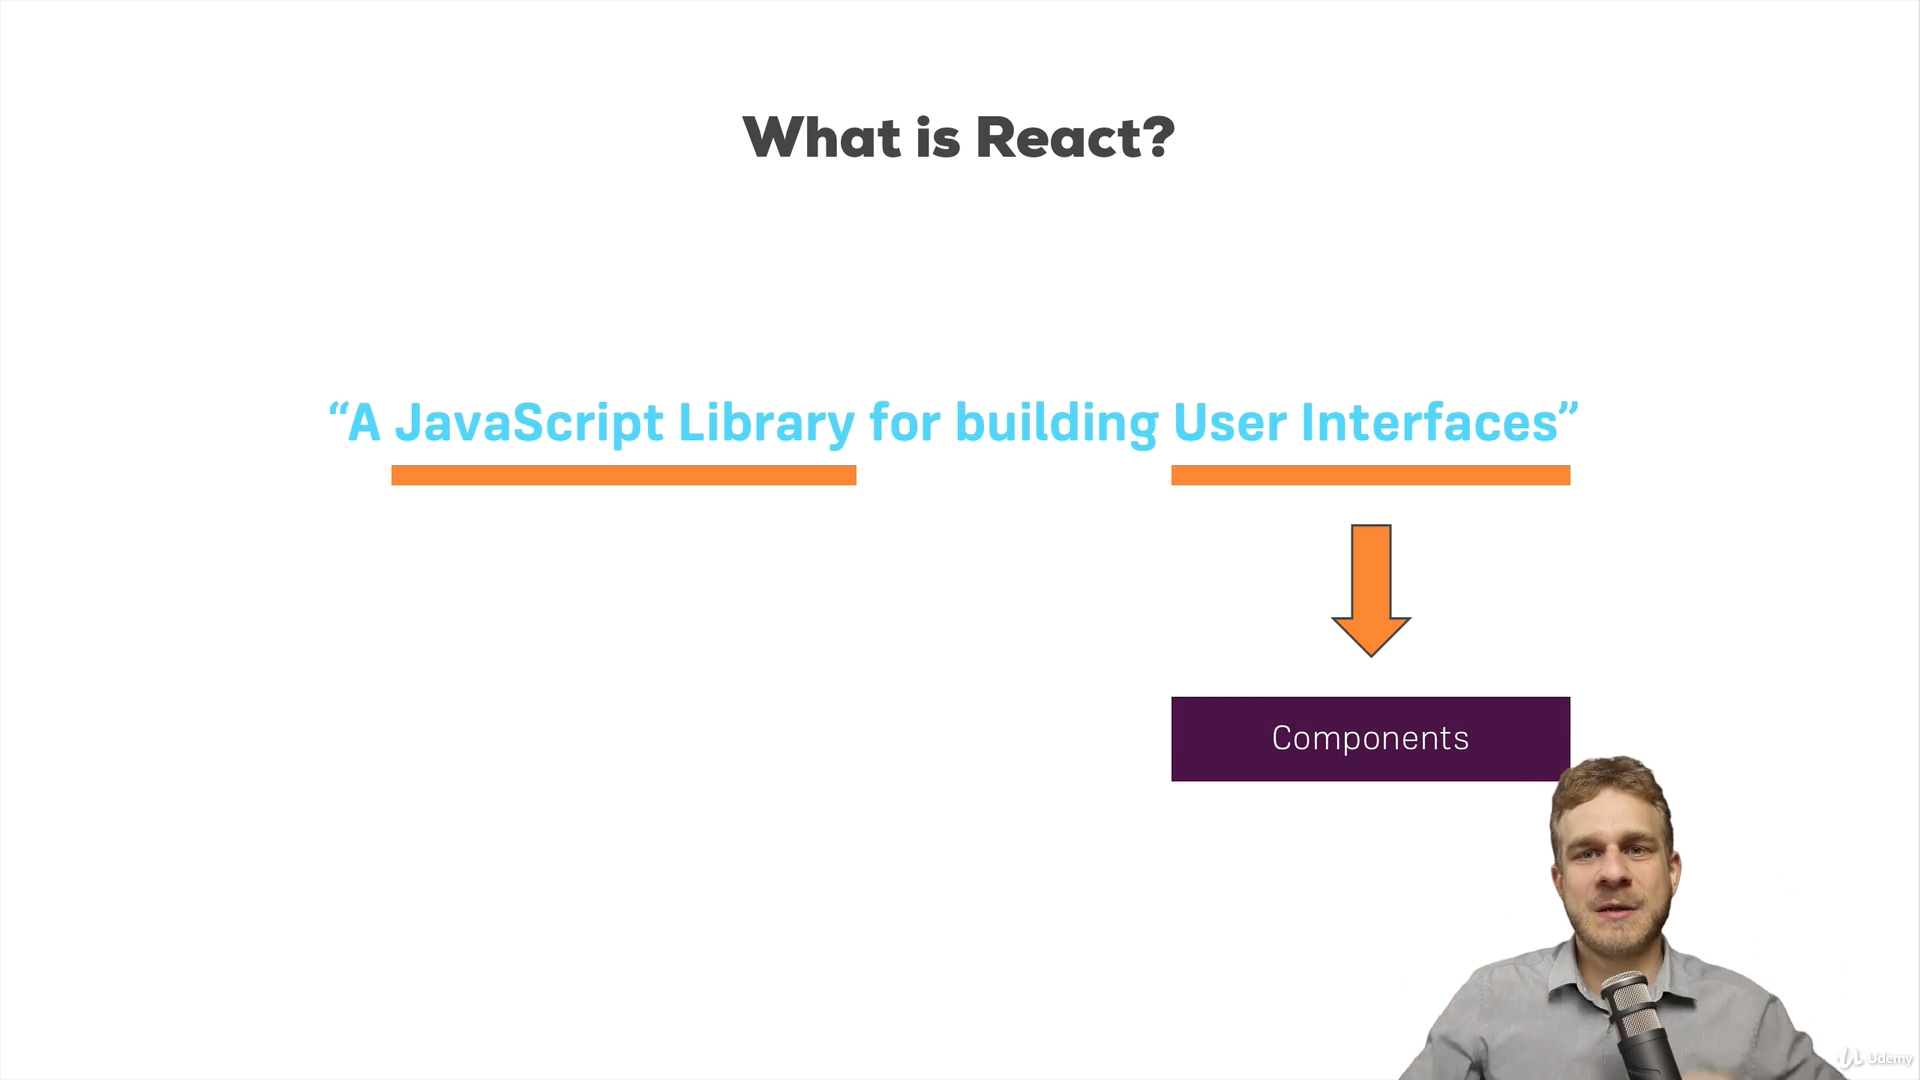 What is React?
“A JavaScript Library for building User Interfaces”
Components
Udemy